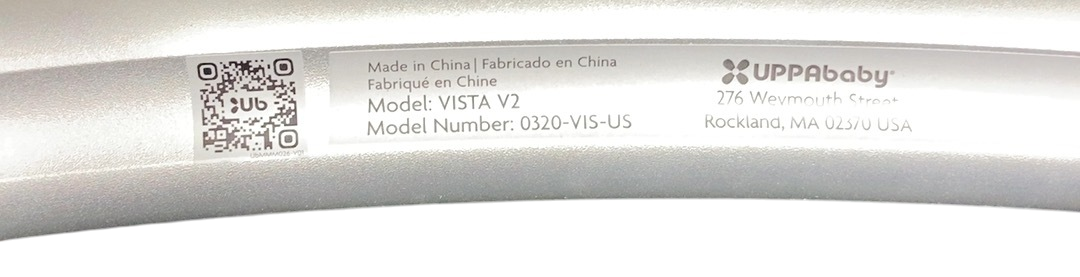 :Ub
Made in China | Fabricado en China
Fabriqué en Chine
Model: VISTA V2
Model Number: 0320-VIS-US
UPPAbaby
276 Weymouth Street
Rockland, MA 02370 USA